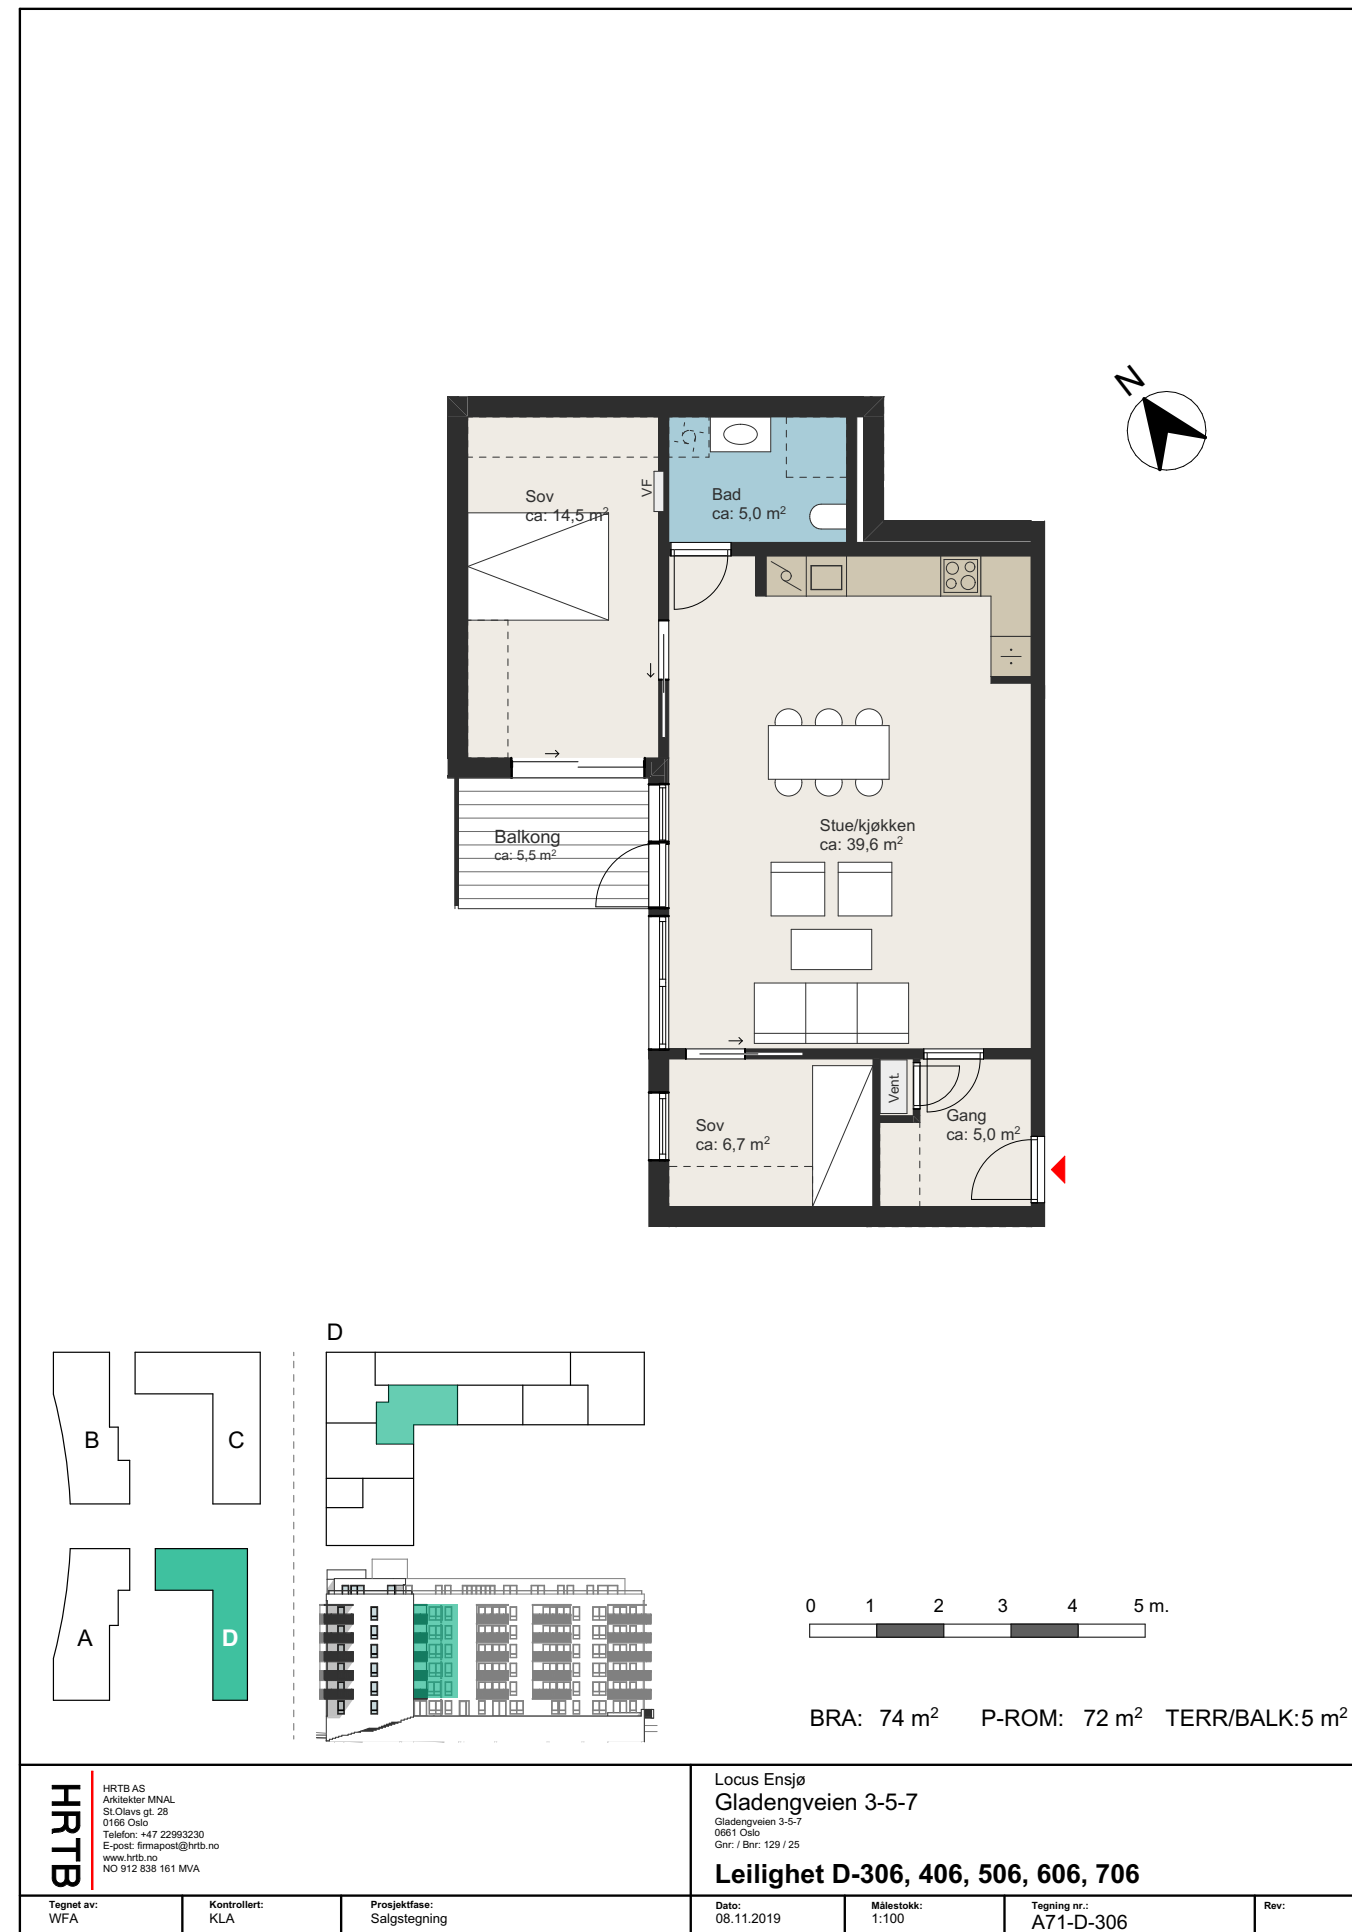 N
Sov
ca: 14,5 m²
VF
Bad
ca: 5,0 m²
Stue/kjøkken
ca: 39,6 m²
Balkong
ca: 5,5 m²
Sov
ca: 6,7 m²
Vent.
Gang
ca: 5,0 m²
D
B
C
A
D
0 1 2 3 4 5 m.
BRA: 74 m² P-ROM: 72 m² TERR/BALK:5 m²
HRTB
HRTB AS
Arkitekter MNAL
St.Olavs gt. 28
0166 Oslo
Telefon: +47 22993230
E-post: firmapost@hrtb.no
www.hrtb.no
NO 912 838 161 MVA
Locus Ensjø
Gladengveien 3-5-7
Gladengveien 3-5-7
0661 Oslo
Gnr: / Bnr: 129 / 25
Leilighet D-306, 406, 506, 606, 706
Tegnet av: Kontrollert: Prosjektfase: Dato: Målestokk: Tegning nr.: Rev:
WFA KLA Salgstegning 08.11.2019 1:100 A71-D-306